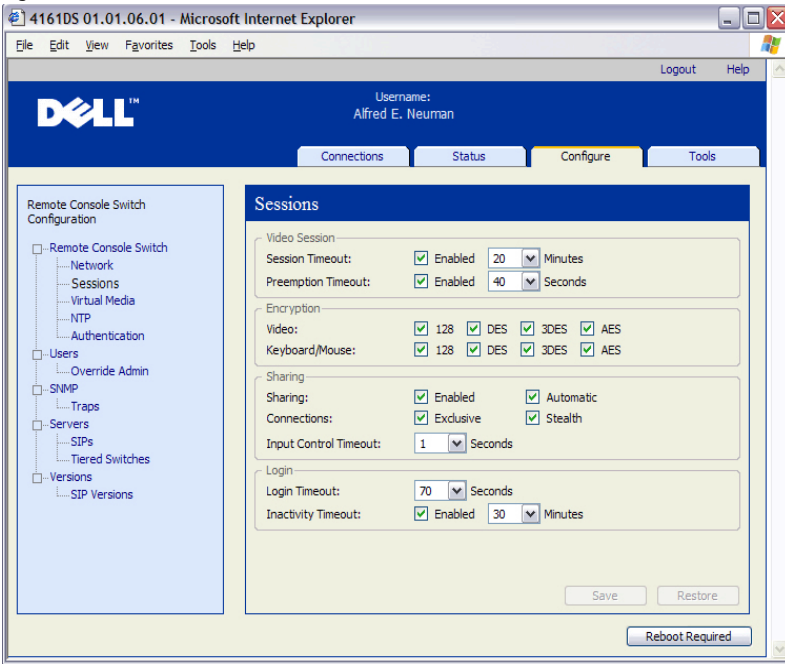 4161DS 01.01.06.01 - Microsoft Internet Explorer
File Edit View Favorites Tools Help
Logout Help
DELL™
Username:
Alfred E. Neuman
Connections Status Configure Tools
Remote Console Switch
Configuration
Remote Console Switch
Network
Sessions
Virtual Media
NTP
Authentication
Users
Override Admin
SNMP
Traps
Servers
SIPs
Tiered Switches
Versions
SIP Versions
Sessions
Video Session
Session Timeout: Enabled 20 Minutes
Preemption Timeout: Enabled 40 Seconds
Encryption
Video: 128 DES 3DES AES
Keyboard/Mouse: 128 DES 3DES AES
Sharing
Sharing: Enabled Automatic
Connections: Exclusive Stealth
Input Control Timeout: 1 Seconds
Login
Login Timeout: 70 Seconds
Inactivity Timeout: Enabled 30 Minutes
Save Restore
Reboot Required